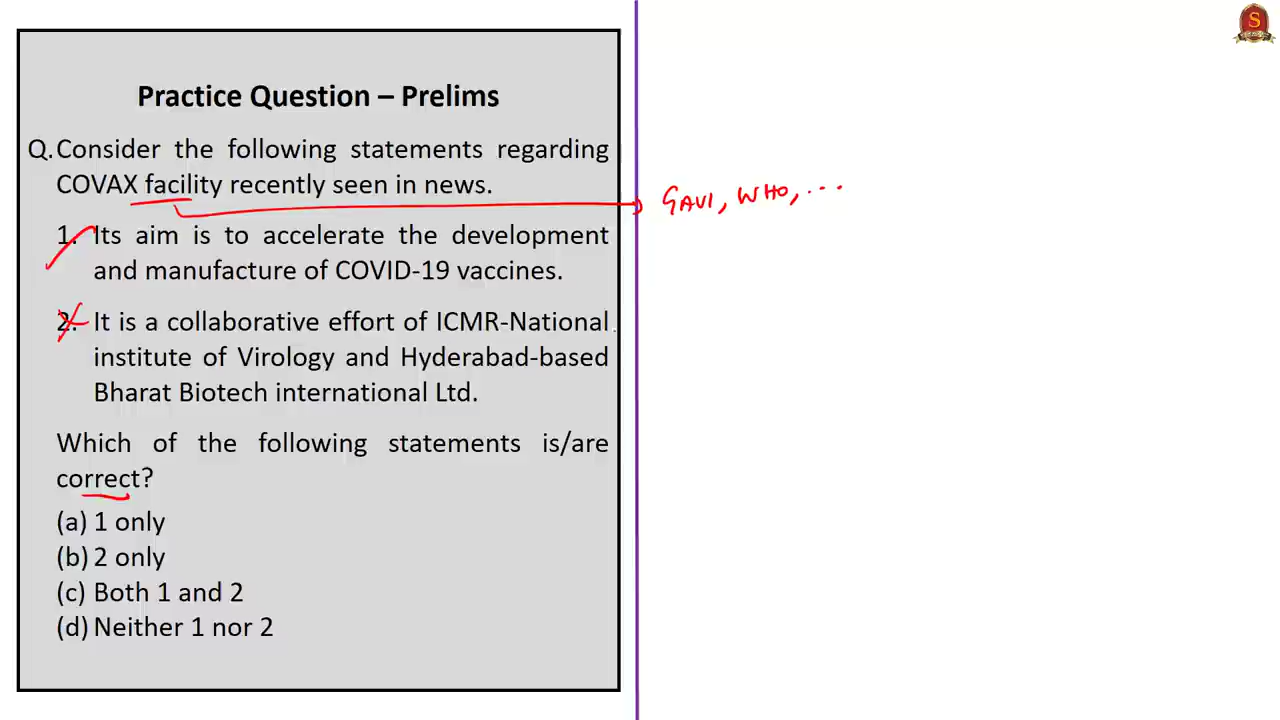 Practice Question – Prelims
Q. Consider the following statements regarding
COVAX facility recently seen in news.
GAVI, WHO, ...
1. Its aim is to accelerate the development
and manufacture of COVID-19 vaccines.
2. It is a collaborative effort of ICMR-National
institute of Virology and Hyderabad-based
Bharat Biotech international Ltd.
Which of the following statements is/are
correct?
(a) 1 only
(b) 2 only
(c) Both 1 and 2
(d) Neither 1 nor 2
S